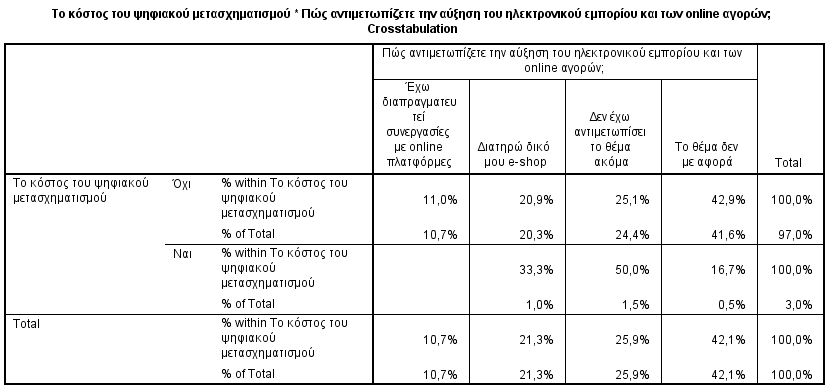 Το κόστος του ψηφιακού μετασχηματισμού * Πώς αντιμετωπίζετε την αύξηση του ηλεκτρονικού εμπορίου και των online αγορών;
Crosstabulation
Πώς αντιμετωπίζετε την αύξηση του ηλεκτρονικού εμπορίου και των
online αγορών;
Έχω
διαπραγματευ
τεί
συνεργασίες
με online
πλατφόρμες
Διατηρώ δικό
μου e-shop
Δεν έχω
αντιμετωπίσει
το θέμα
ακόμα
Το θέμα δεν
με αφορά
Total
Το κόστος του ψηφιακού
μετασχηματισμού
Όχι
% within Το κόστος του
ψηφιακού
μετασχηματισμού
11,0% 20,9% 25,1% 42,9% 100,0%
% of Total 10,7% 20,3% 24,4% 41,6% 97,0%
Ναι
% within Το κόστος του
ψηφιακού
μετασχηματισμού
33,3% 50,0% 16,7% 100,0%
% of Total 1,0% 1,5% 0,5% 3,0%
Total
% within Το κόστος του
ψηφιακού
μετασχηματισμού
10,7% 21,3% 25,9% 42,1% 100,0%
% of Total 10,7% 21,3% 25,9% 42,1% 100,0%